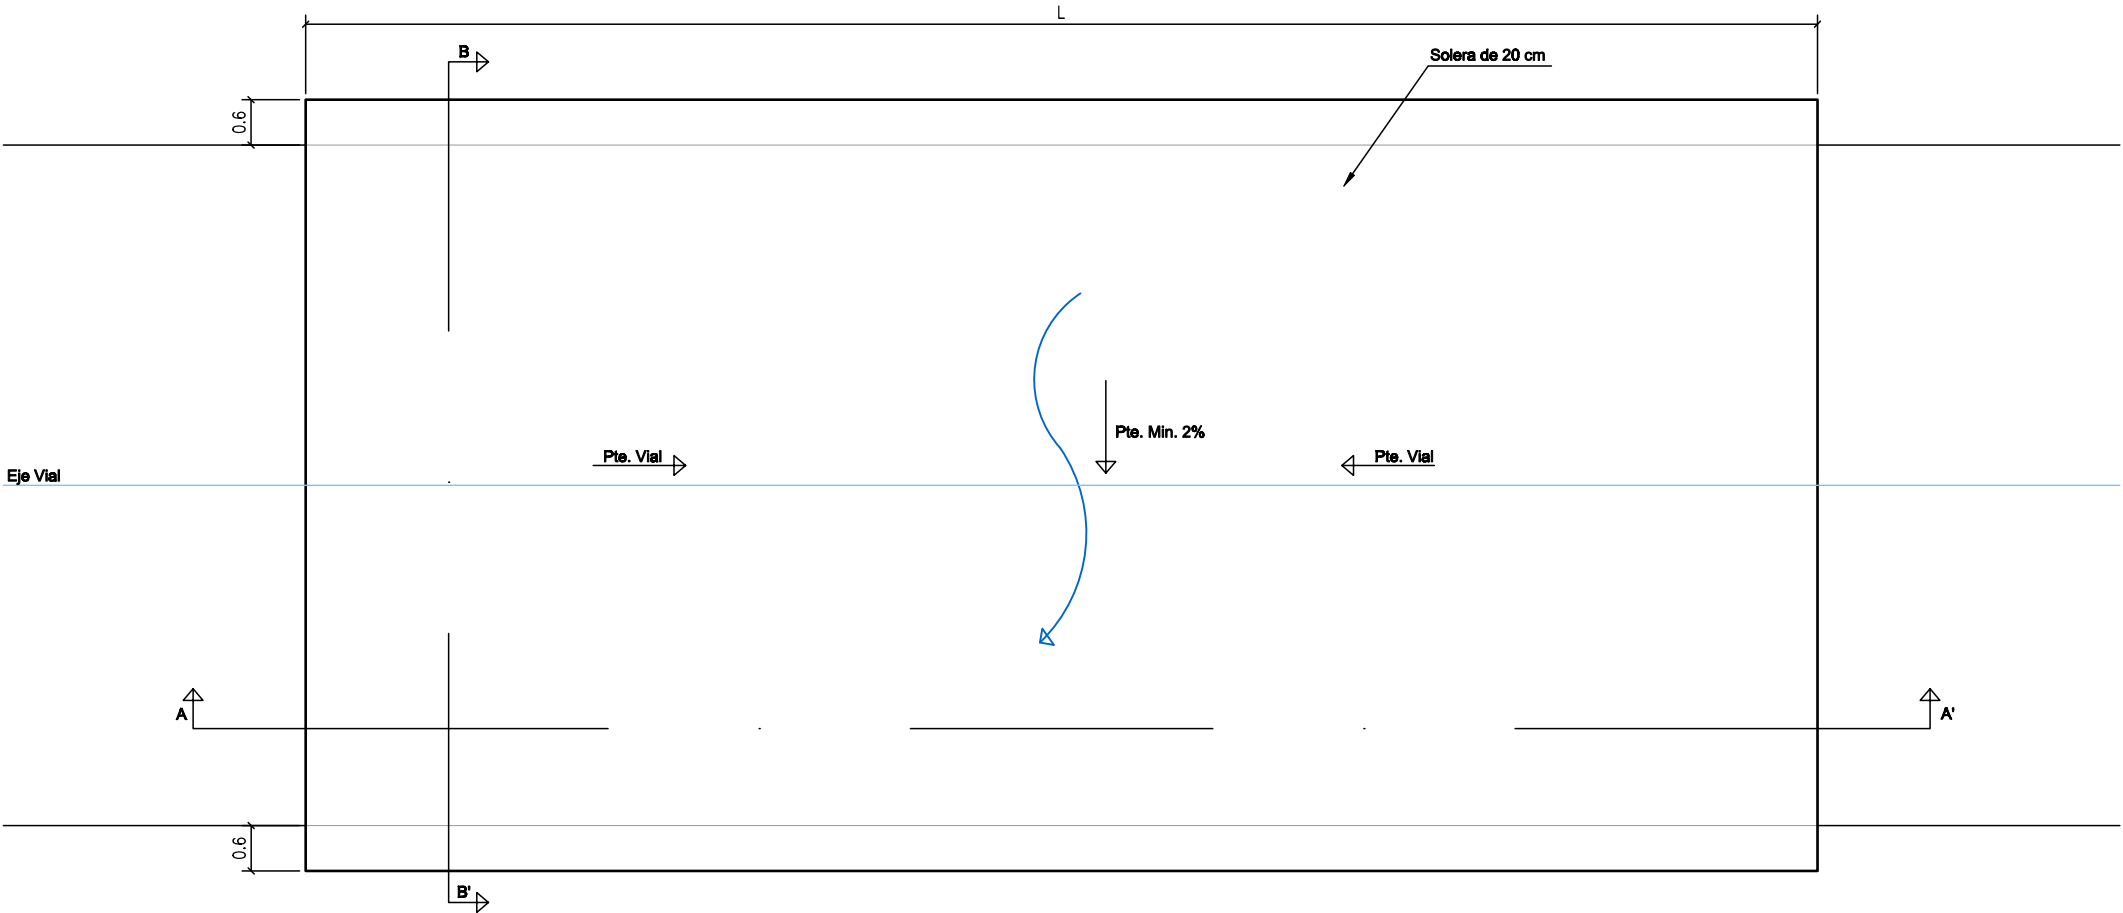 L
B
Solera de 20 cm
0.6
Pte. Min. 2%
Pte. Vial
Pte. Vial
Eje Vial
A
A'
0.6
B'